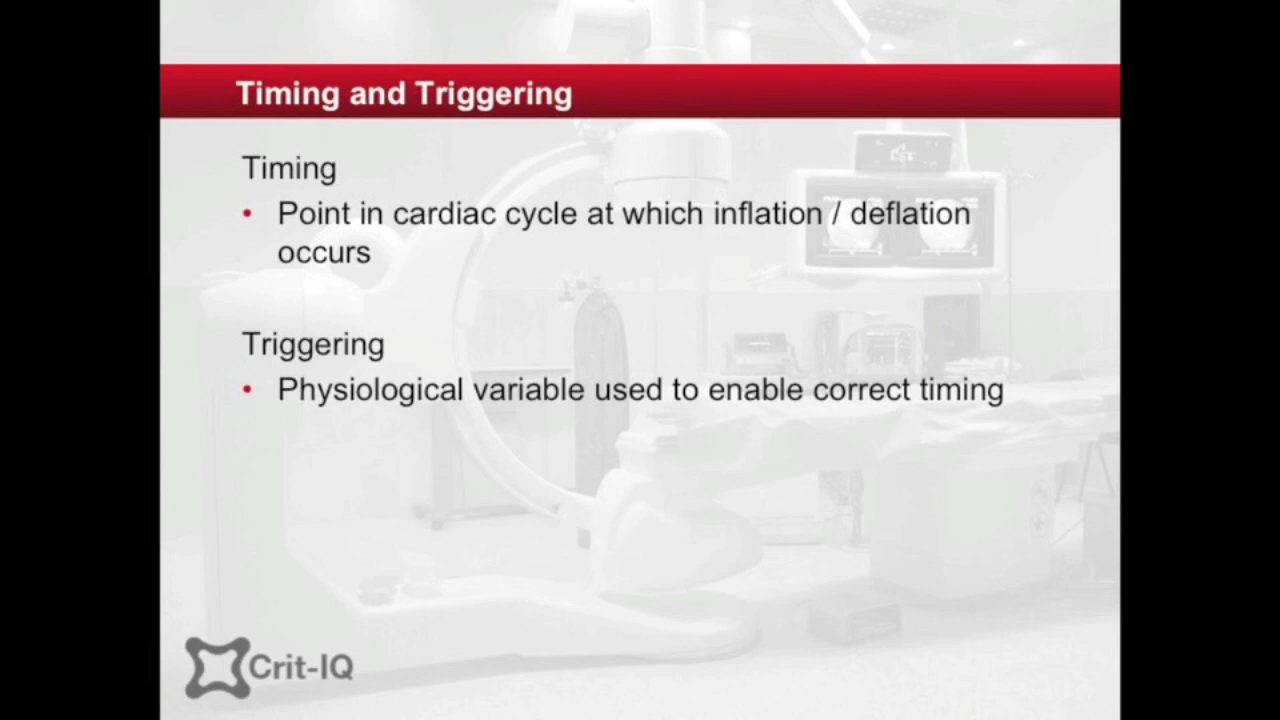 Timing and Triggering
Timing
• Point in cardiac cycle at which inflation / deflation
occurs
Triggering
• Physiological variable used to enable correct timing
Crit-IQ